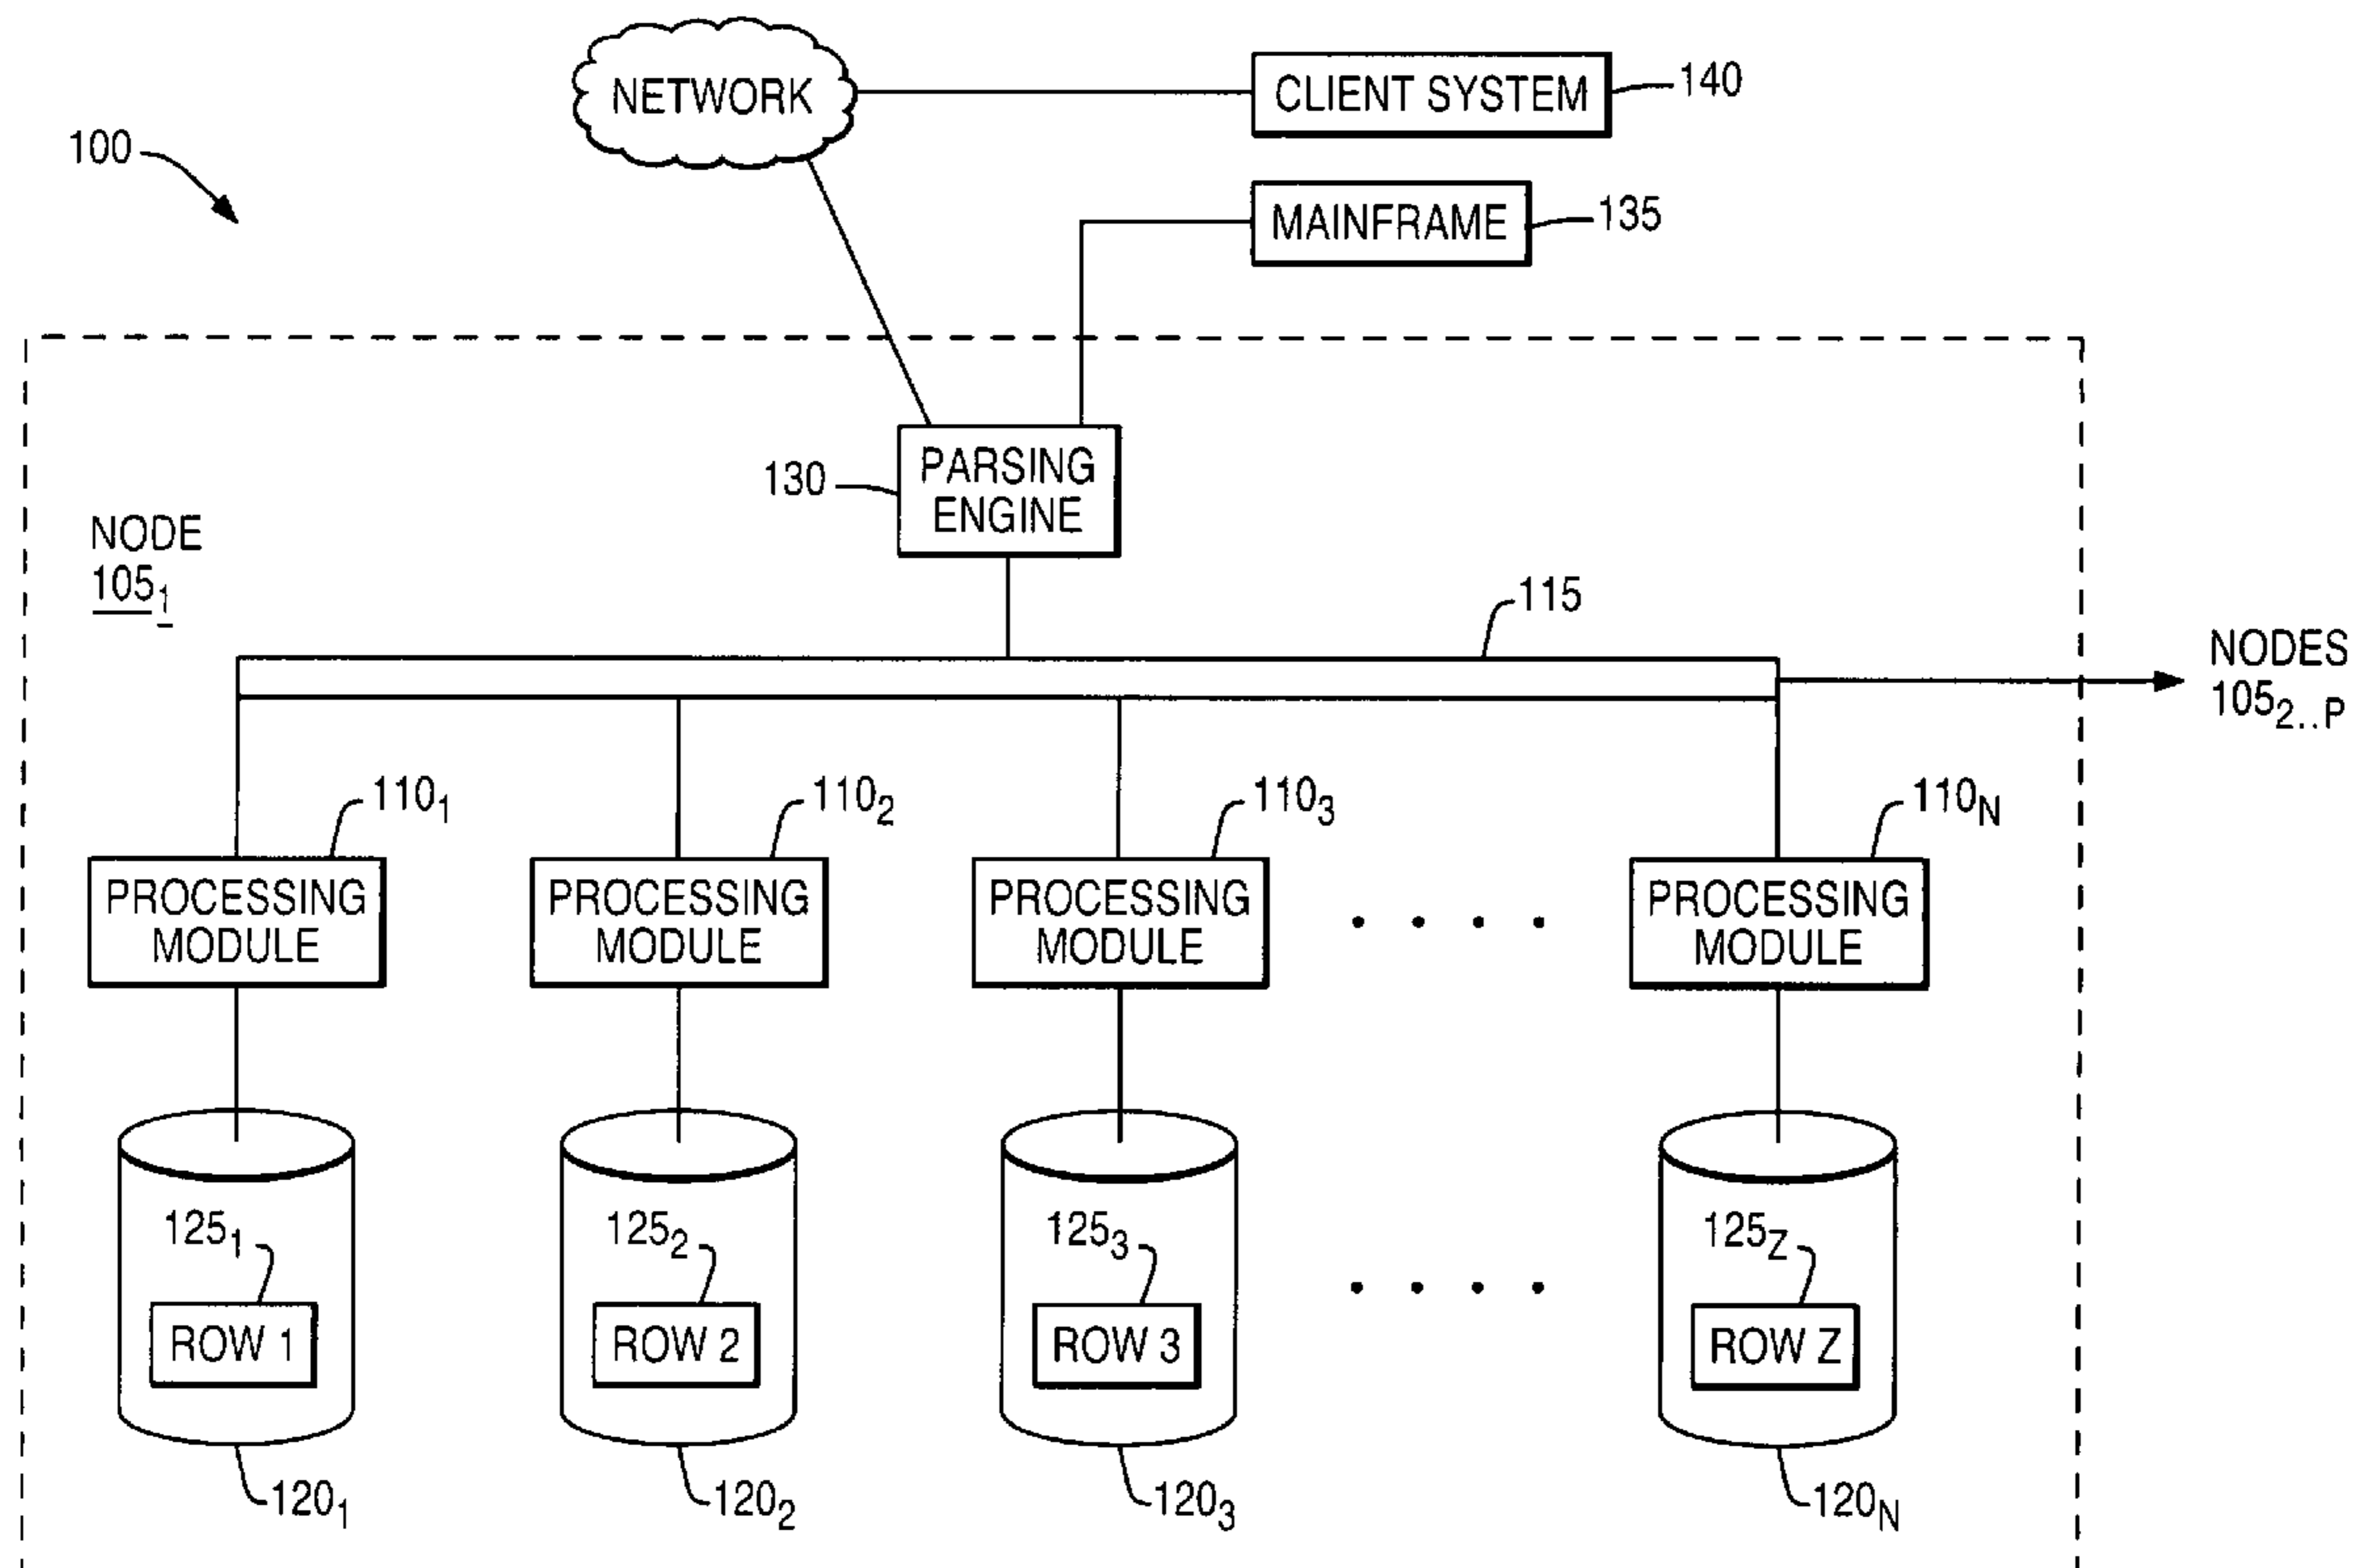 NETWORK
CLIENT SYSTEM
140
100
MAINFRAME
135
PARSING
ENGINE
130
NODE
105₁
115
NODES
105₂..P
110₁
110₂
110₃
110N
PROCESSING
MODULE
PROCESSING
MODULE
PROCESSING
MODULE
. . . .
PROCESSING
MODULE
125₁
125₂
125₃
125Z
ROW 1
ROW 2
ROW 3
. . . .
ROW Z
120₁
120₂
120₃
120N